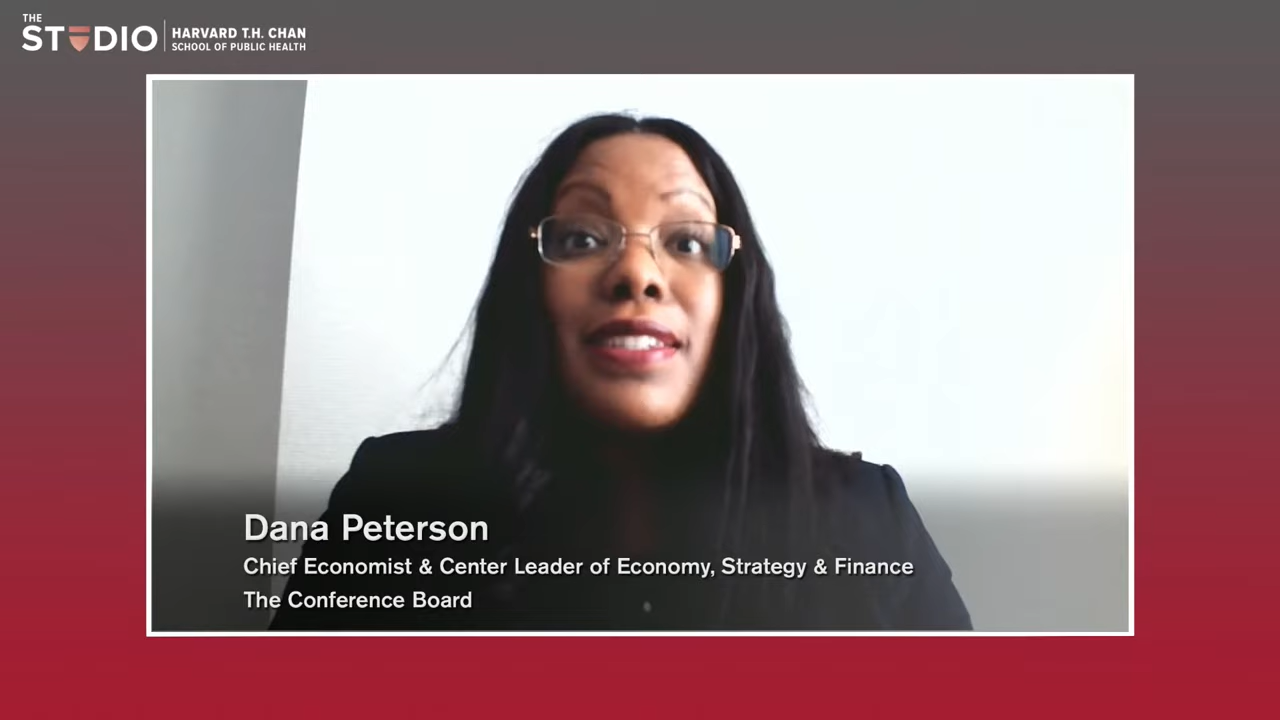 THE
STUDIO
HARVARD T.H. CHAN
SCHOOL OF PUBLIC HEALTH
Dana Peterson
Chief Economist & Center Leader of Economy, Strategy & Finance
The Conference Board